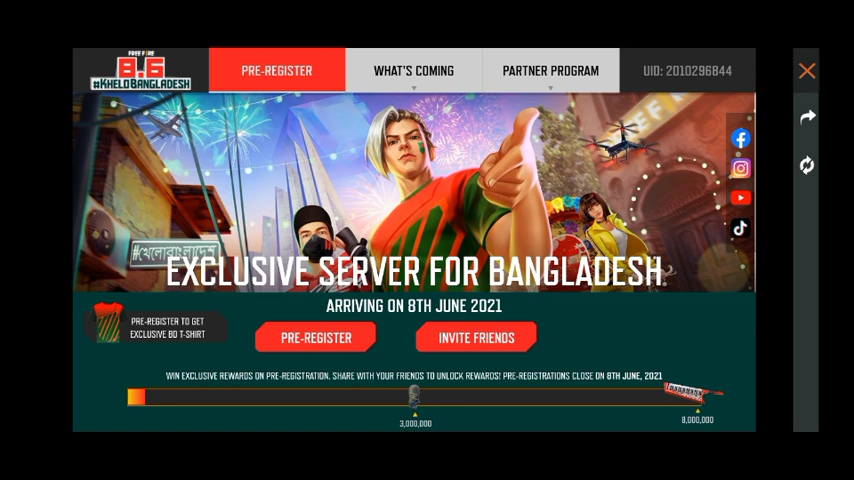 FREE FIRE
8.6
#KHELOBANGLADESH
PRE-REGISTER
WHAT'S COMING
PARTNER PROGRAM
UID: 2010296844
#খেলোবাংলাদেশ
EXCLUSIVE SERVER FOR BANGLADESH
ARRIVING ON 8TH JUNE 2021
PRE-REGISTER TO GET
EXCLUSIVE BD T-SHIRT
PRE-REGISTER
INVITE FRIENDS
WIN EXCLUSIVE REWARDS ON PRE-REGISTRATION. SHARE WITH YOUR FRIENDS TO UNLOCK REWARDS! PRE-REGISTRATIONS CLOSE ON 8TH JUNE, 2021
3,000,000
8,000,000